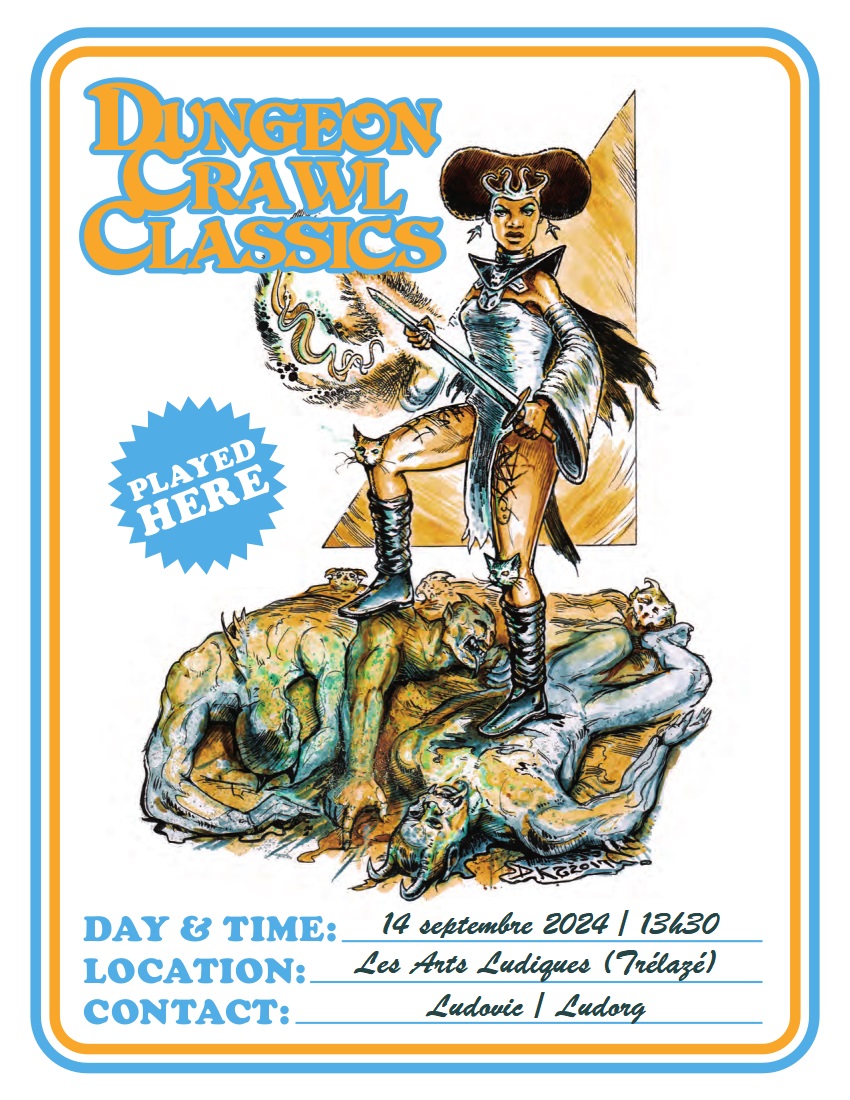 DUNGEON
CRAWL
CLASSICS
PLAYED
HERE
DAY & TIME: 14 septembre 2024 | 13h30
LOCATION: Les Arts Ludiques (Trélazé)
CONTACT: Ludovic | Ludorg